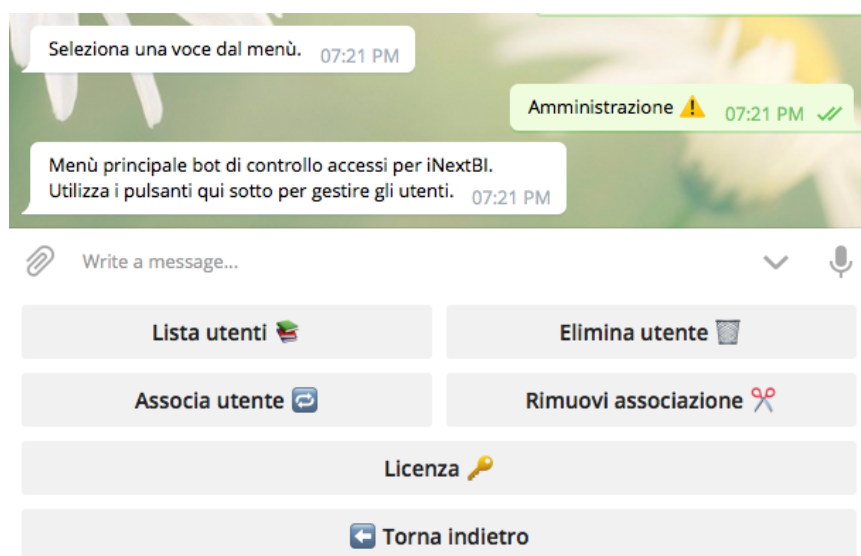 Seleziona una voce dal menù. 07:21 PM
Amministrazione ⚠️ 07:21 PM
Menù principale bot di controllo accessi per iNextBI.
Utilizza i pulsanti qui sotto per gestire gli utenti. 07:21 PM
Write a message...
Lista utenti 📚
Elimina utente 🗑️
Associa utente 🔁
Rimuovi associazione ✂️
Licenza 🔑
⬅️ Torna indietro